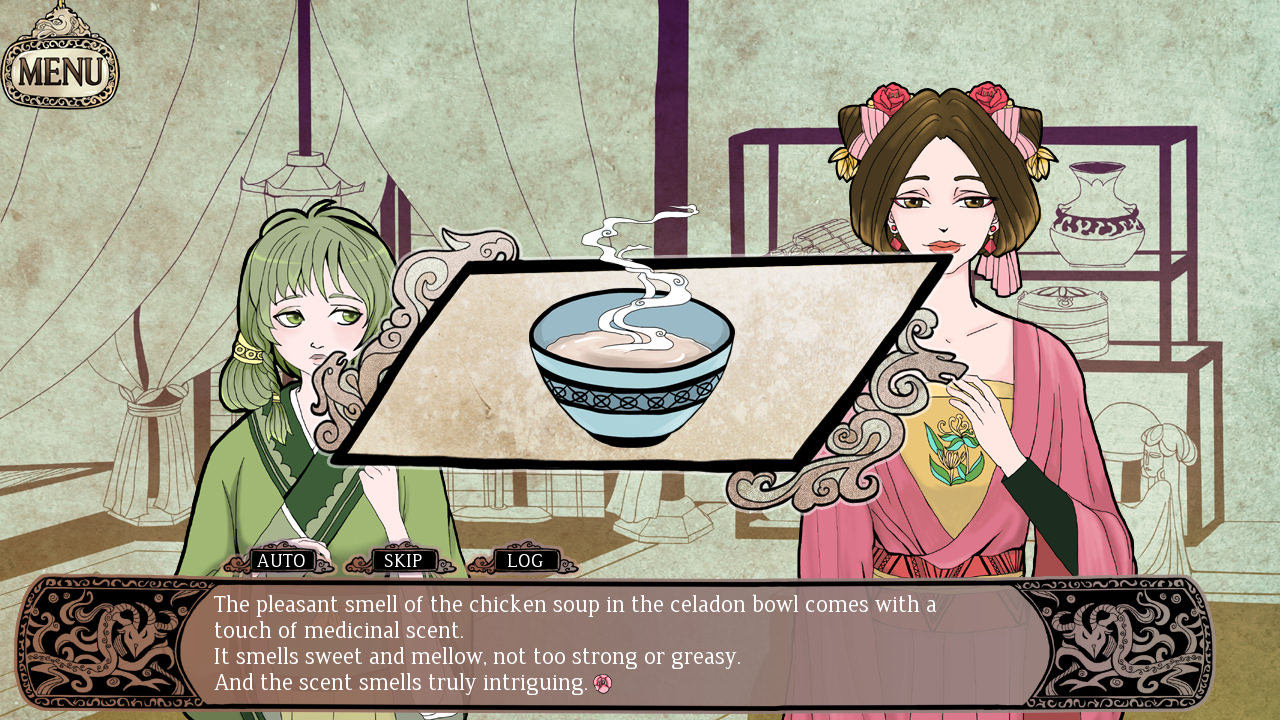 MENU
AUTO
SKIP
LOG
The pleasant smell of the chicken soup in the celadon bowl comes with a
touch of medicinal scent.
It smells sweet and mellow, not too strong or greasy.
And the scent smells truly intriguing.